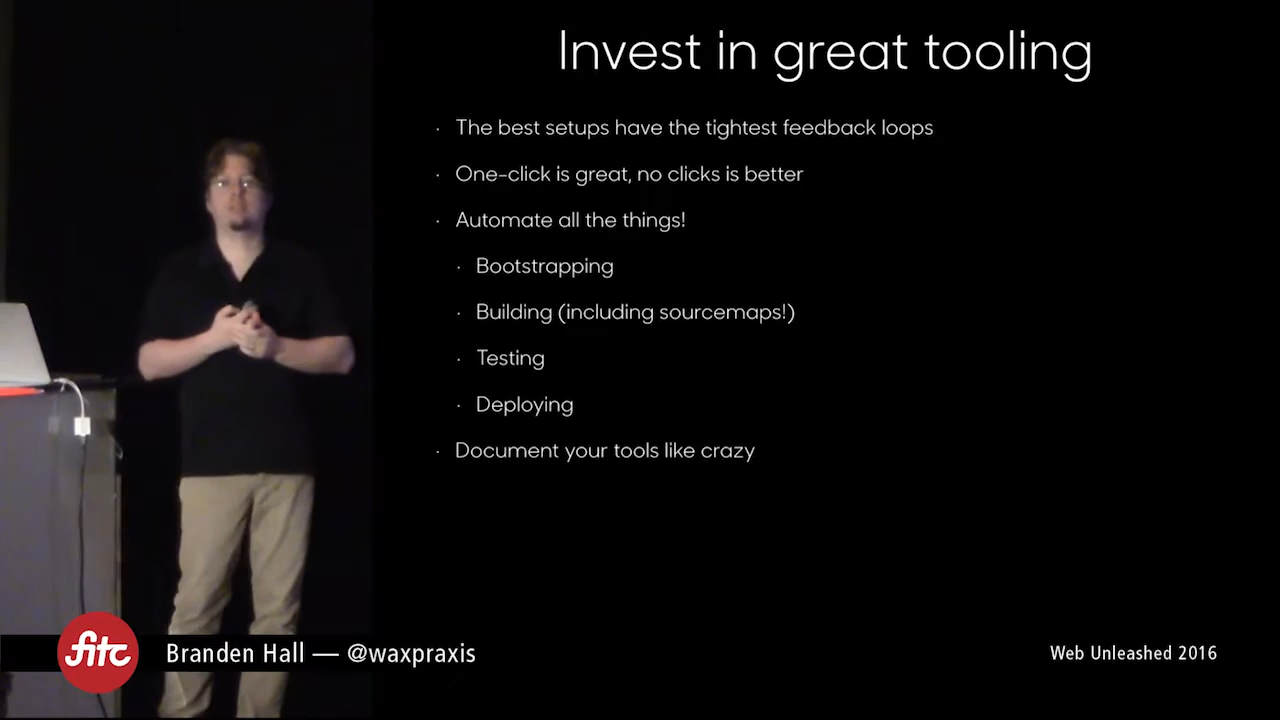 Invest in great tooling
· The best setups have the tightest feedback loops
· One-click is great, no clicks is better
· Automate all the things!
· Bootstrapping
· Building (including sourcemaps!)
· Testing
· Deploying
· Document your tools like crazy
fitc
Branden Hall — @waxpraxis
Web Unleashed 2016